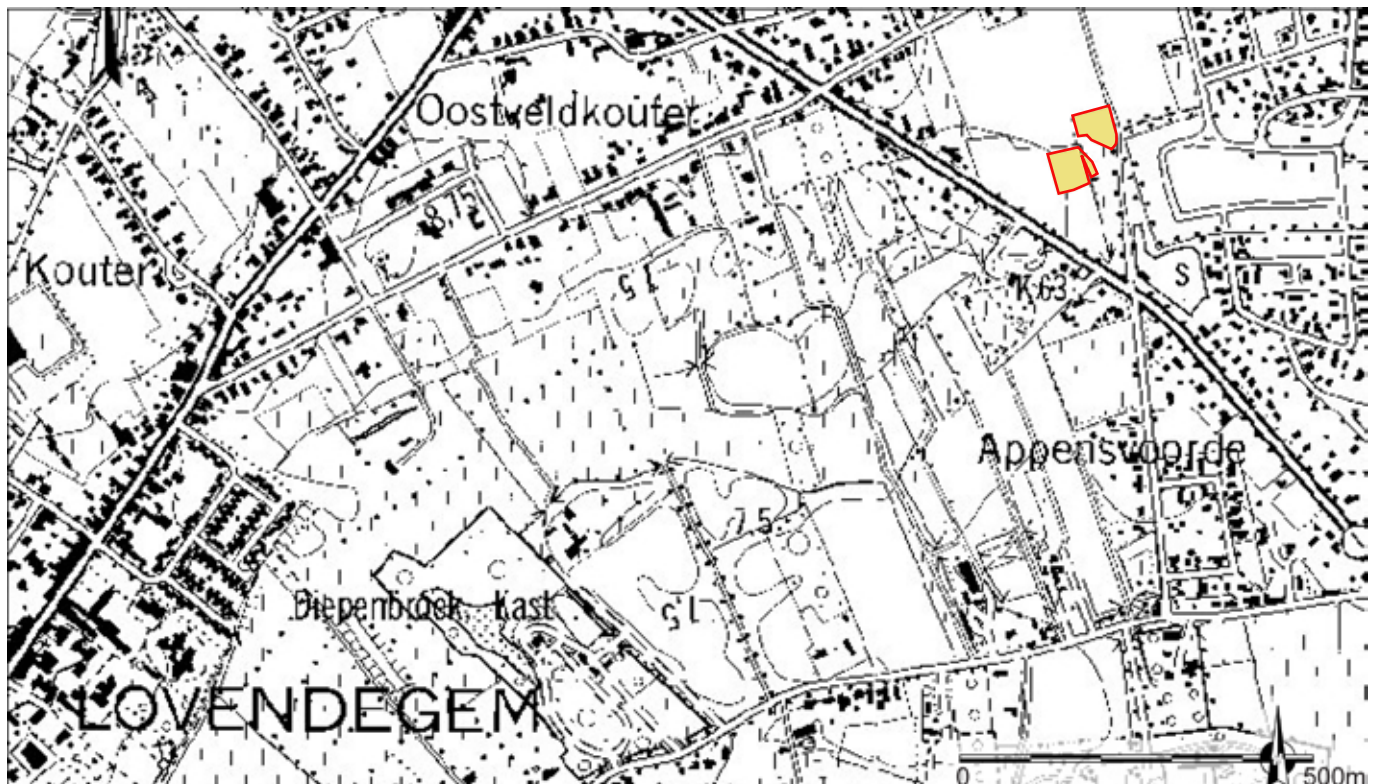 Oostveldkouter
8,75
Kouter
7.5
S
K.63
Appensvoorde
7.5
7.5
Diepenbroek Kast.
LOVENDEGEM
0
500m